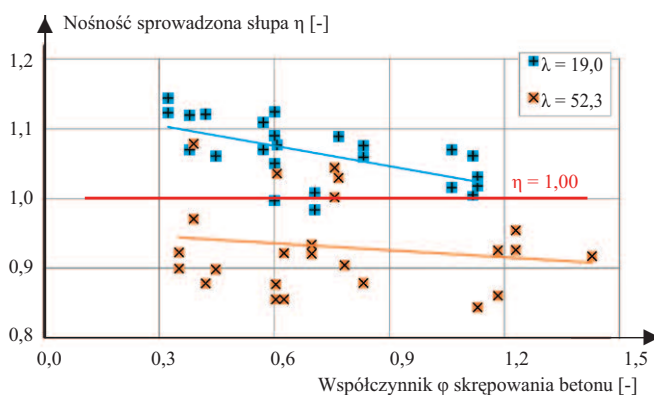 Nośność sprowadzona słupa η [-]
1,2
λ = 19,0
λ = 52,3
1,1
η = 1,00
1,0
0,9
0,8
0,0 0,3 0,6 0,9 1,2 1,5
Współczynnik φ skrępowania betonu [-]